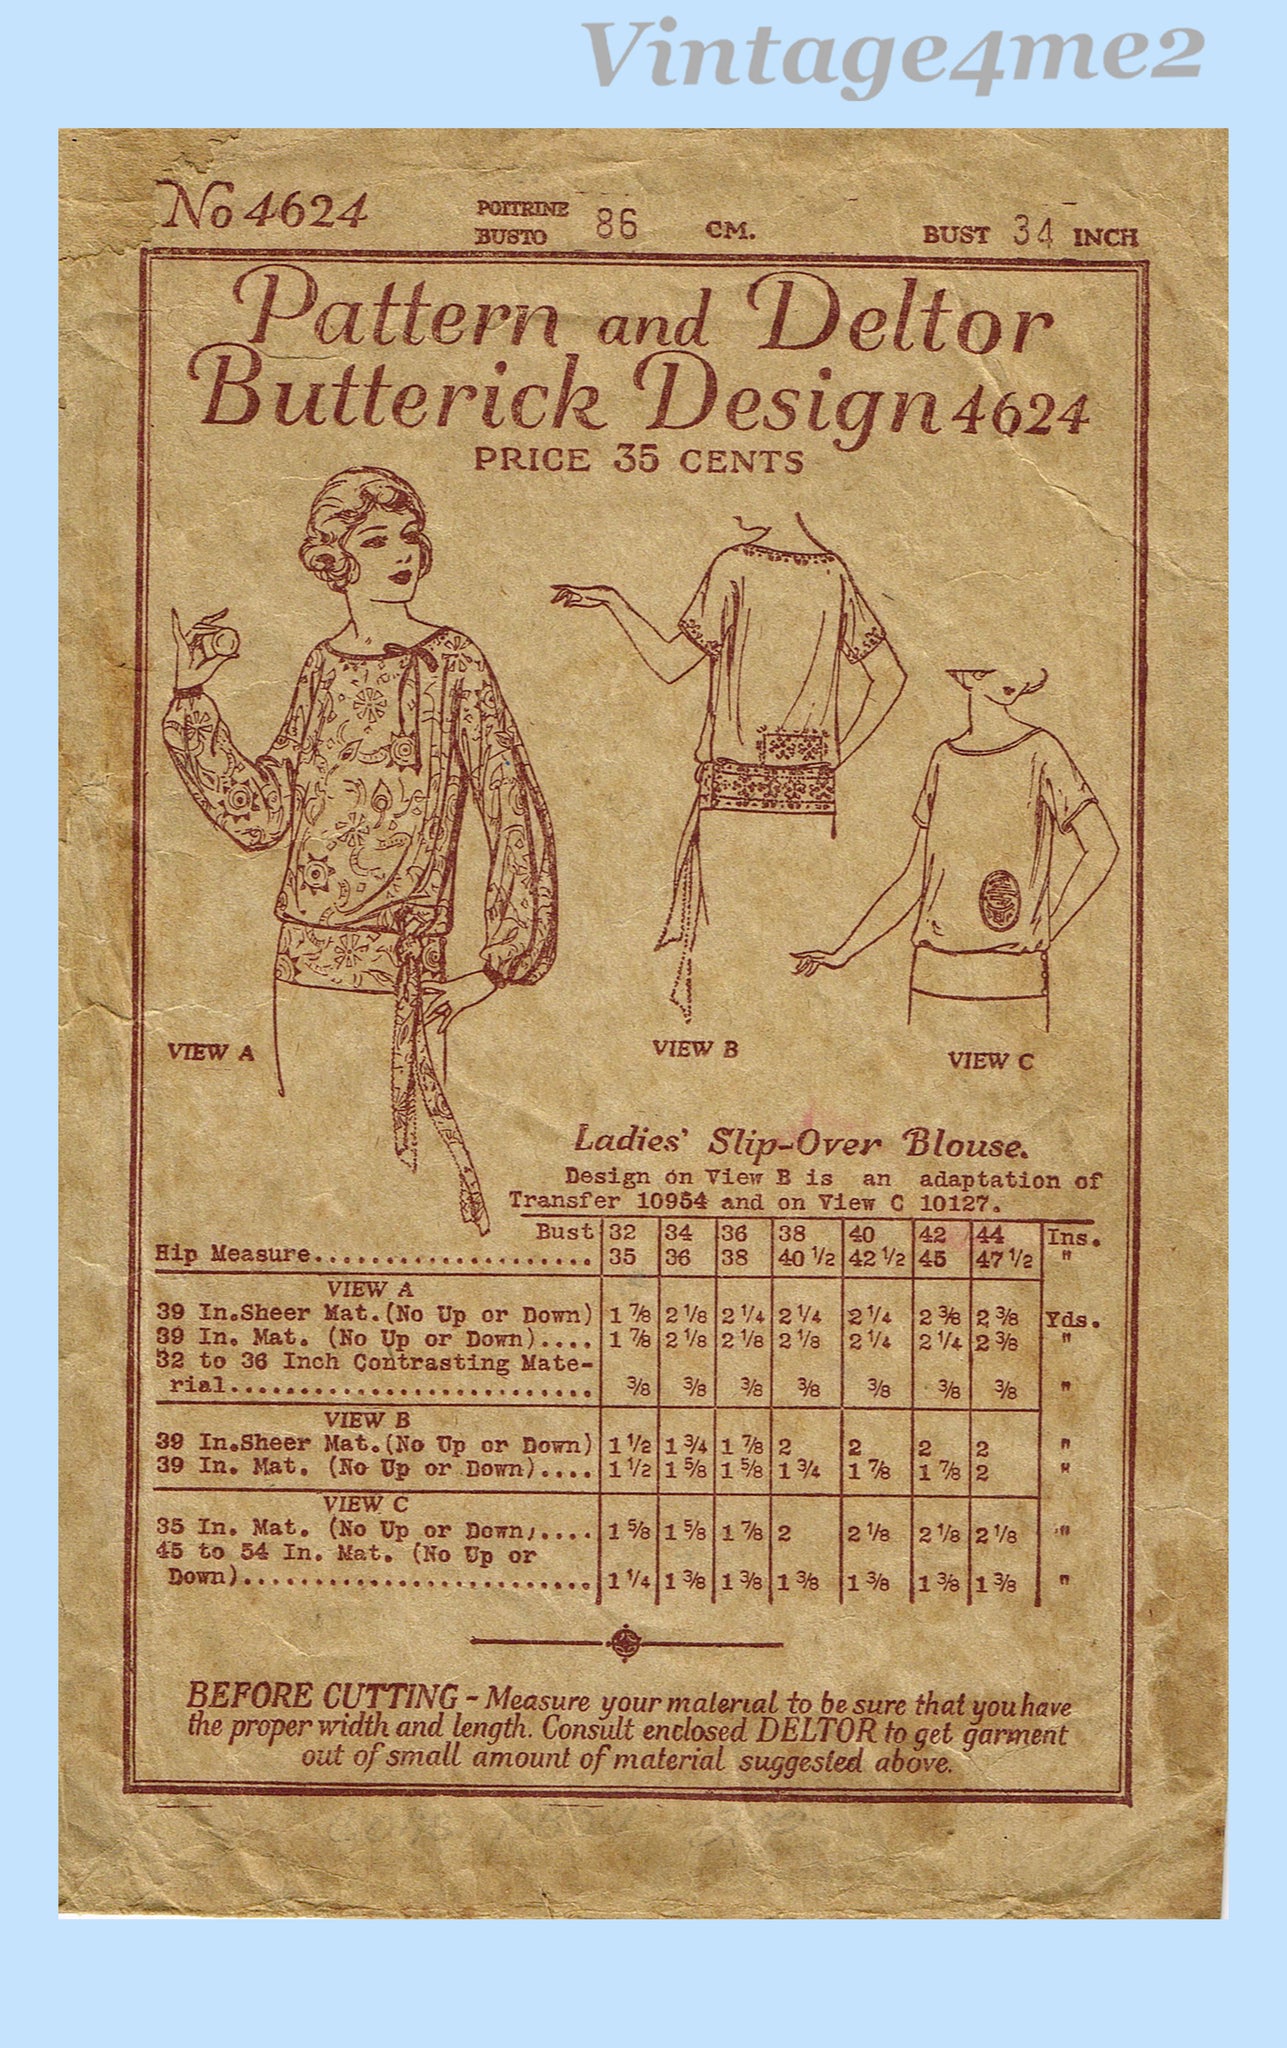 Vintage4me2
No 4624
POITRINE
BUSTO 86 CM.
BUST 34 INCH
Pattern and Deltor
Butterick Design 4624
PRICE 35 CENTS
VIEW A
VIEW B
VIEW C
Ladies' Slip-Over Blouse.
Design on View B is an adaptation of
Transfer 10954 and on View C 10127.
Bust 32 34 36 38 40 42 44 Ins.
Hip Measure..................... 35 36 38 40 1/2 42 1/2 45 47 1/2 "
VIEW A
39 In.Sheer Mat.(No Up or Down) 1 7/8 2 1/8 2 1/4 2 1/4 2 1/4 2 3/8 2 3/8 Yds.
39 In. Mat. (No Up or Down).... 1 7/8 2 1/8 2 1/8 2 1/8 2 1/4 2 1/4 2 3/8 "
32 to 36 Inch Contrasting Mate-
rial.......................... 3/8 3/8 3/8 3/8 3/8 3/8 3/8 "
VIEW B
39 In.Sheer Mat.(No Up or Down) 1 1/2 1 3/4 1 7/8 2 2 2 2 "
39 In. Mat. (No Up or Down).... 1 1/2 1 5/8 1 5/8 1 3/4 1 7/8 1 7/8 2 "
VIEW C
35 In. Mat. (No Up or Down).... 1 5/8 1 5/8 1 7/8 2 2 1/8 2 1/8 2 1/8 "
45 to 54 In. Mat. (No Up or
Down)......................... 1 1/4 1 3/8 1 3/8 1 3/8 1 3/8 1 3/8 1 3/8 "
BEFORE CUTTING - Measure your material to be sure that you have
the proper width and length. Consult enclosed DELTOR to get garment
out of small amount of material suggested above.